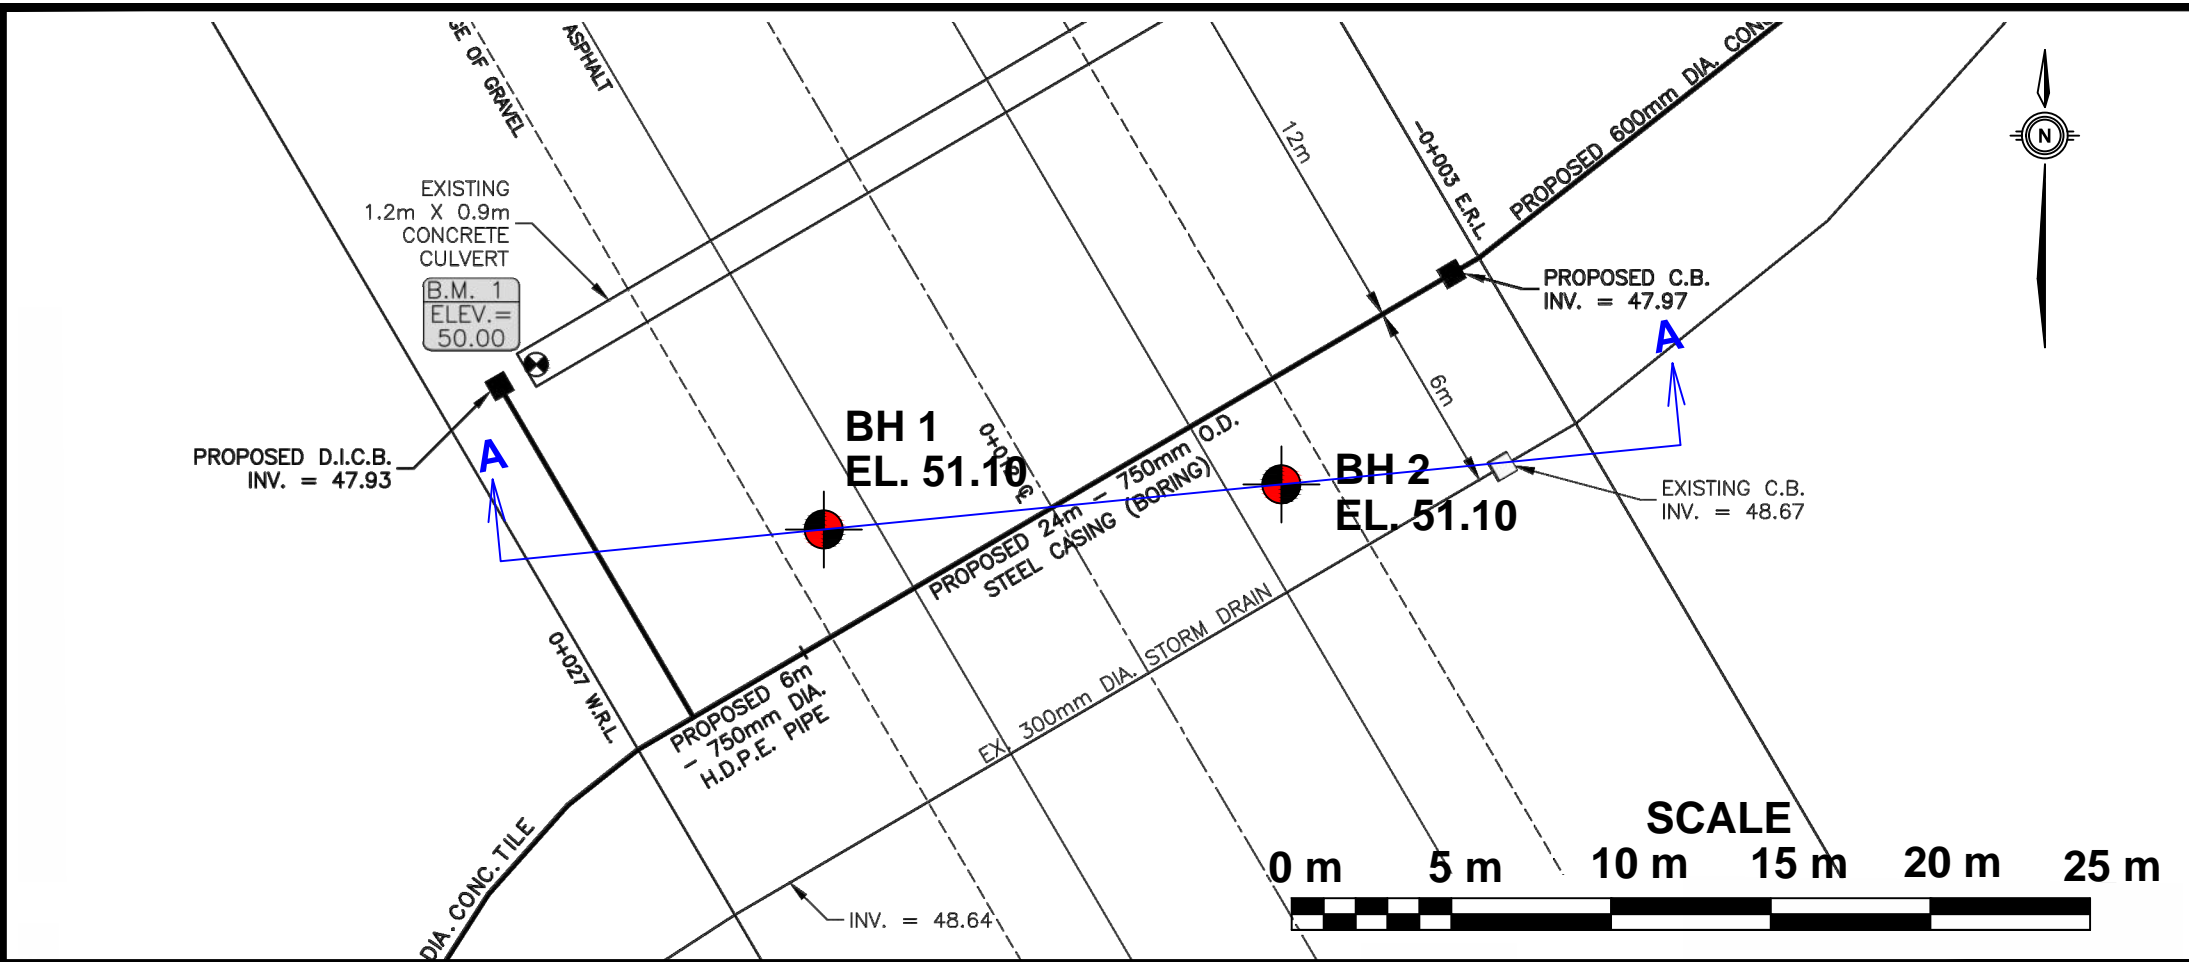 GE OF GRAVEL
ASPHALT
EXISTING
1.2m X 0.9m
CONCRETE
CULVERT
B.M. 1
ELEV.=
50.00
PROPOSED D.I.C.B.
INV. = 47.93
A
BH 1
EL. 51.10
12m
-0+003 E.R.L.
PROPOSED 600mm DIA. CONC
N
PROPOSED C.B.
INV. = 47.97
A
6m
BH 2
EL. 51.10
EXISTING C.B.
INV. = 48.67
PROPOSED 24m - 750mm O.D.
STEEL CASING (BORING)
0+027 W.R.L.
PROPOSED 6m
- 750mm DIA.
H.D.P.E. PIPE
EX. 300mm DIA. STORM DRAIN
DIA. CONC. TILE
INV. = 48.64
SCALE
0 m 5 m 10 m 15 m 20 m 25 m